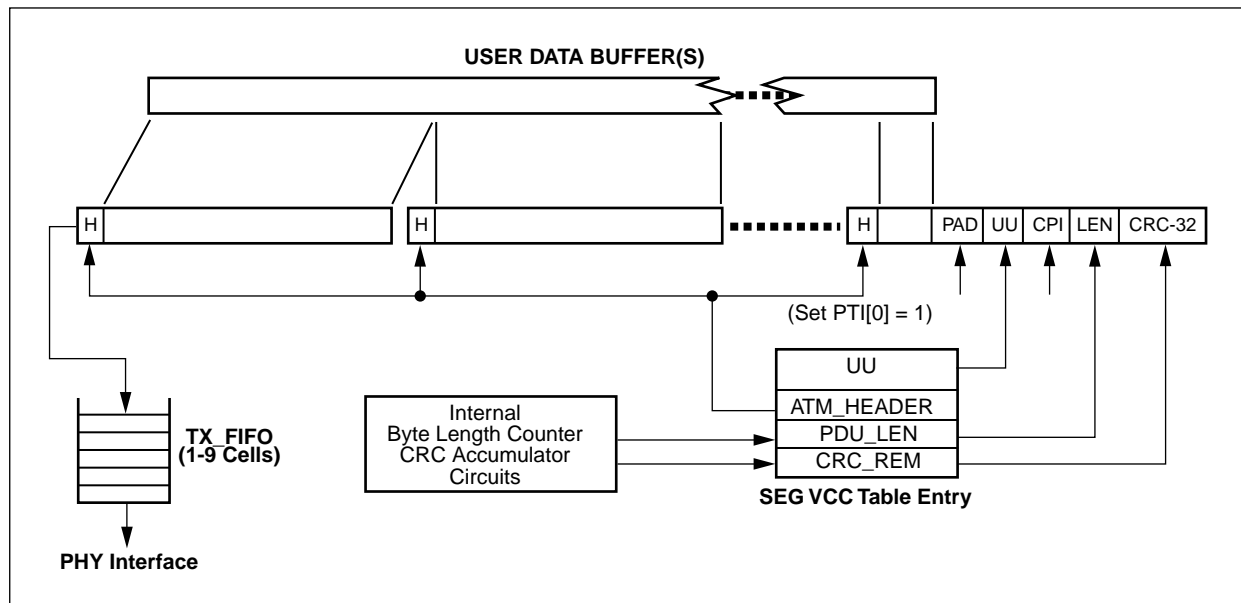 USER DATA BUFFER(S)
H
H
H
PAD
UU
CPI
LEN
CRC-32
(Set PTI[0] = 1)
UU
ATM_HEADER
PDU_LEN
CRC_REM
SEG VCC Table Entry
Internal
Byte Length Counter
CRC Accumulator
Circuits
TX_FIFO
(1-9 Cells)
PHY Interface